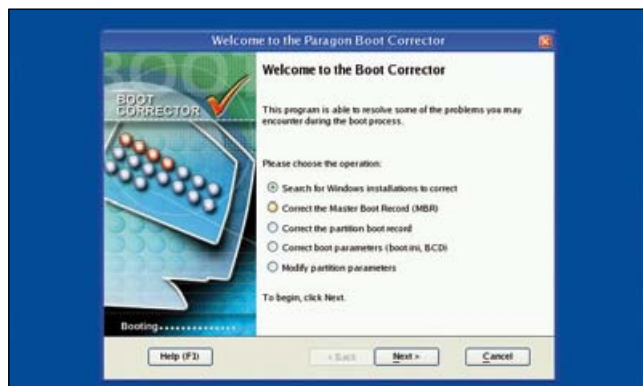 Welcome to the Paragon Boot Corrector
BOOT
BOOT
CORRECTOR
Welcome to the Boot Corrector
This program is able to resolve some of the problems you may
encounter during the boot process.
Please choose the operation:
Search for Windows installations to correct
Correct the Master Boot Record (MBR)
Correct the partition boot record
Correct boot parameters (boot.ini, BCD)
Modify partition parameters
To begin, click Next.
Booting..............
Help (F1)
< Back
Next >
Cancel